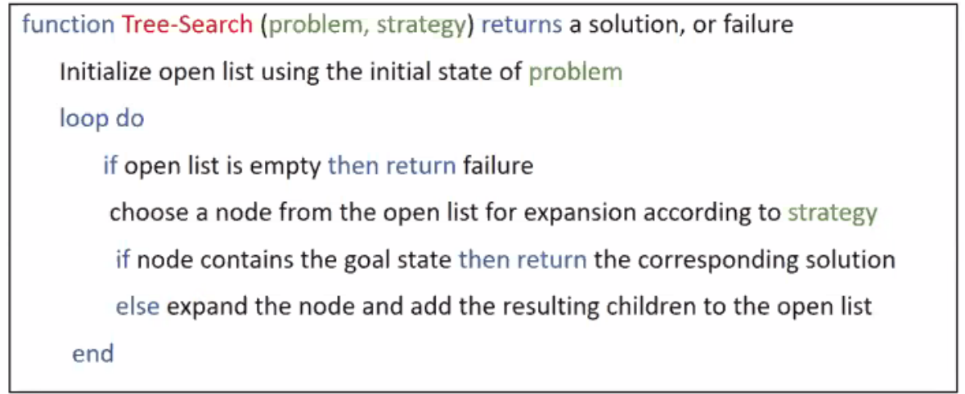 function Tree-Search (problem, strategy) returns a solution, or failure
Initialize open list using the initial state of problem
loop do
if open list is empty then return failure
choose a node from the open list for expansion according to strategy
if node contains the goal state then return the corresponding solution
else expand the node and add the resulting children to the open list
end